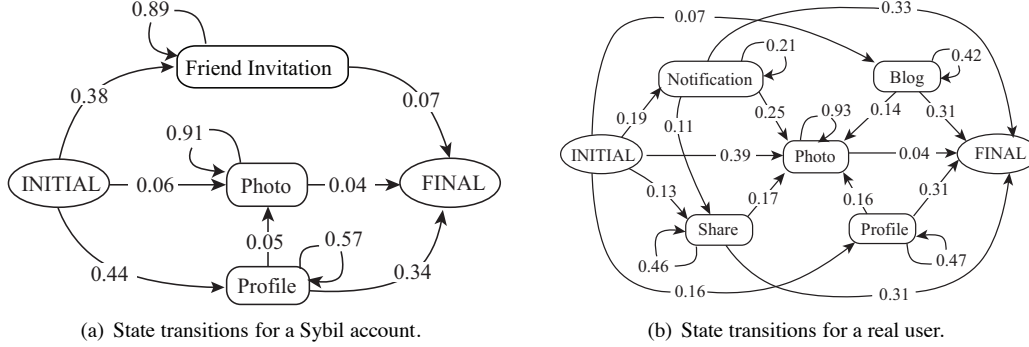 0.89
Friend Invitation
0.38
0.07
0.91
INITIAL
0.06
Photo
0.04
FINAL
0.05
0.57
0.44
Profile
0.34
(a) State transitions for a Sybil account.
0.07
0.33
0.21
0.42
Notification
Blog
0.19
0.11
0.25
0.93
0.14
0.31
INITIAL
0.39
Photo
0.04
FINAL
0.13
0.17
0.16
0.31
Share
Profile
0.46
0.47
0.16
0.31
(b) State transitions for a real user.